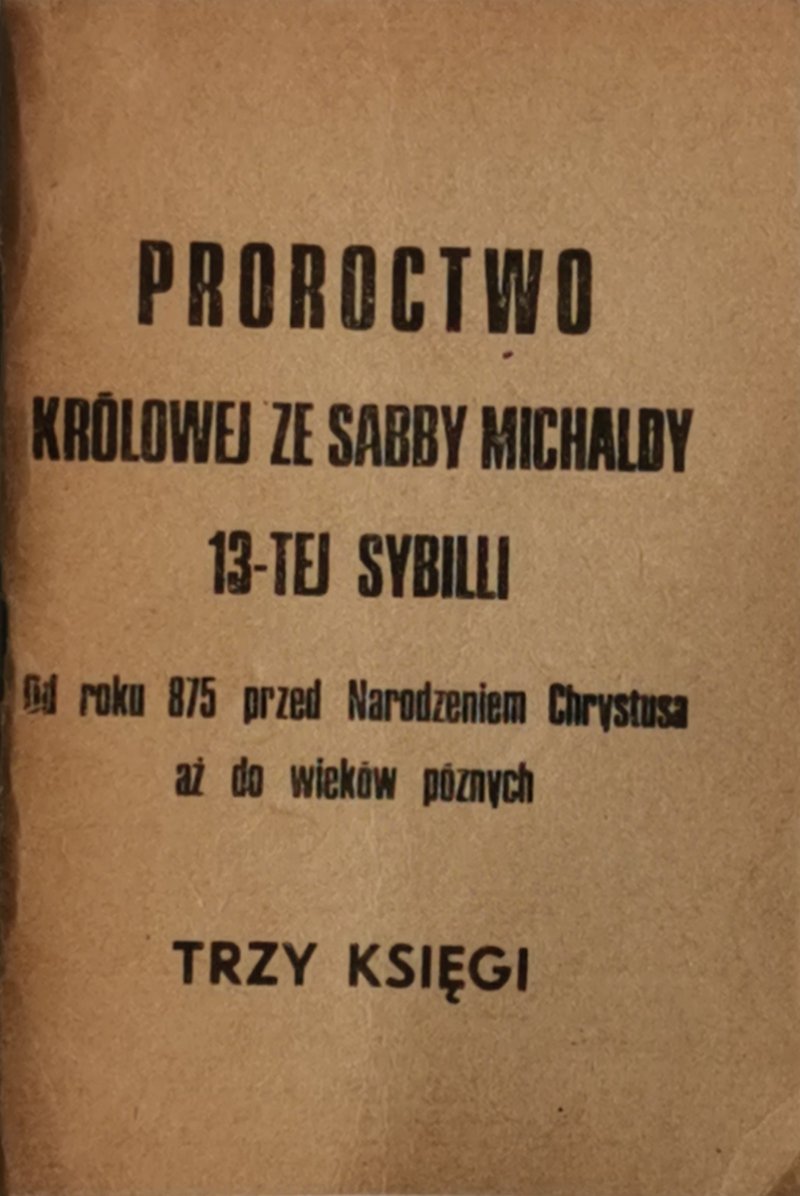 PROROCTWO
KRÓLOWEJ ZE SABBY MICHALDY
13-TEJ SYBILLI
Od roku 875 przed Narodzeniem Chrystusa
aż do wieków póznych
TRZY KSIĘGI